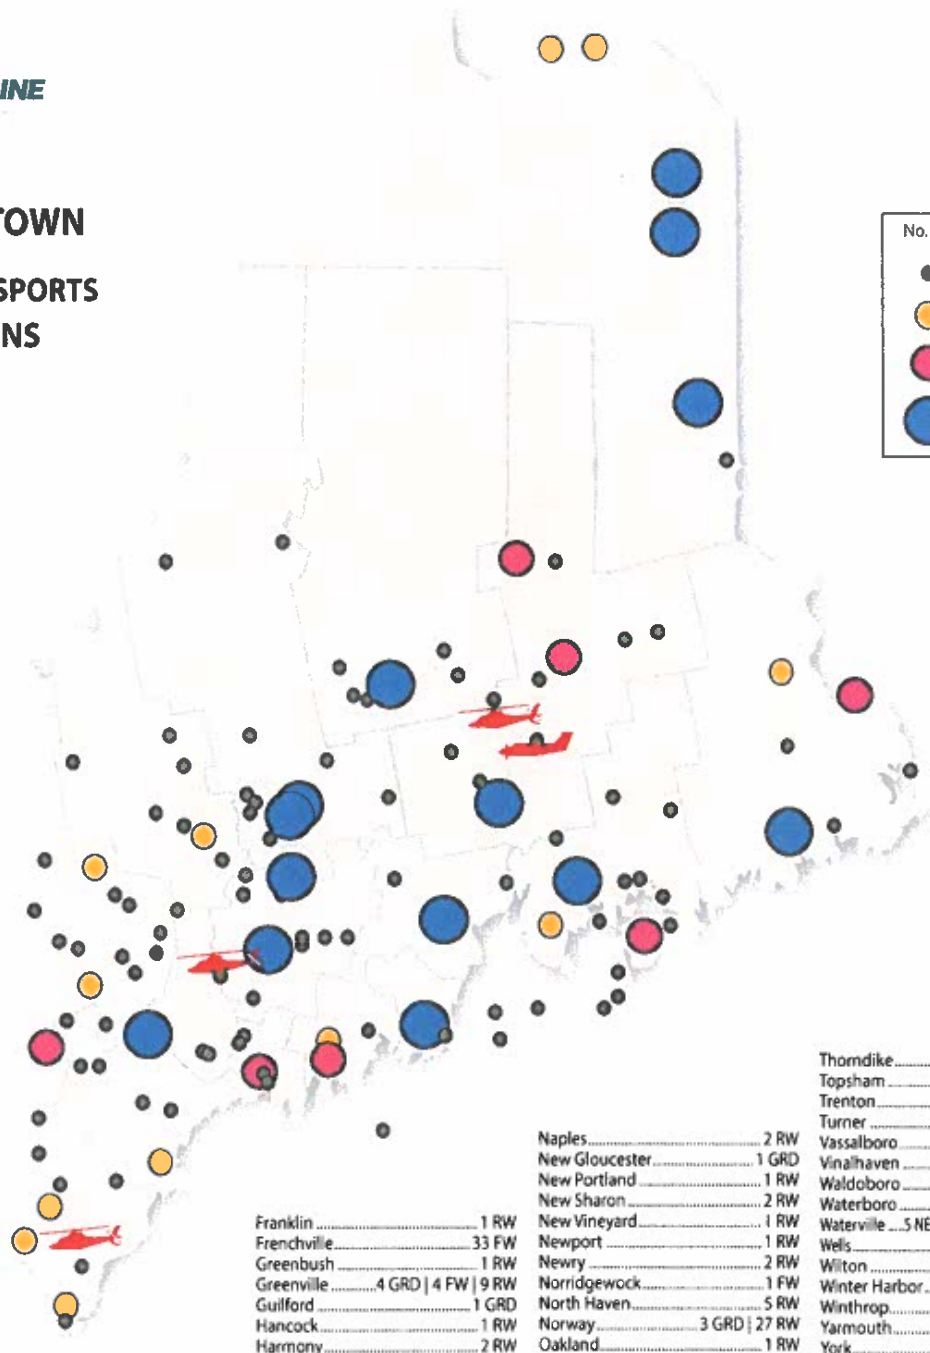 INE
TOWN
SPORTS
NS
No.
Franklin 1 RW
Frenchville 33 FW
Greenbush 1 RW
Greenville 4 GRD | 4 FW | 9 RW
Guilford 1 GRD
Hancock 1 RW
Harmony 2 RW
Naples 2 RW
New Gloucester 1 GRD
New Portland 1 RW
New Sharon 2 RW
New Vineyard 1 RW
Newport 1 RW
Newry 2 RW
Norridgewock 1 FW
North Haven 5 RW
Norway 3 GRD | 27 RW
Oakland 1 RW
Thorndike
Topsham
Trenton
Turner
Vassalboro
Vinalhaven
Waldoboro
Waterboro
Waterville 5 NE
Wells
Wilton
Winter Harbor
Winthrop
Yarmouth
York